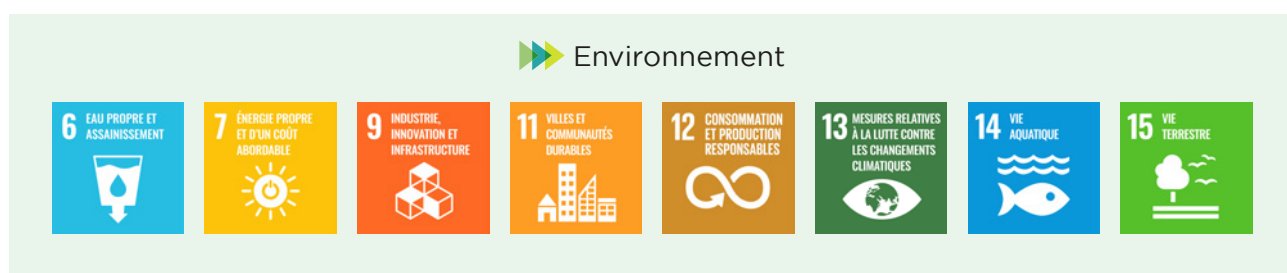 Environnement
6 EAU PROPRE ET
ASSAINISSEMENT
7 ÉNERGIE PROPRE
ET D'UN COÛT
ABORDABLE
9 INDUSTRIE,
INNOVATION ET
INFRASTRUCTURE
11 VILLES ET
COMMUNAUTÉS
DURABLES
12 CONSOMMATION
ET PRODUCTION
RESPONSABLES
13 MESURES RELATIVES
À LA LUTTE CONTRE
LES CHANGEMENTS
CLIMATIQUES
14 VIE
AQUATIQUE
15 VIE
TERRESTRE